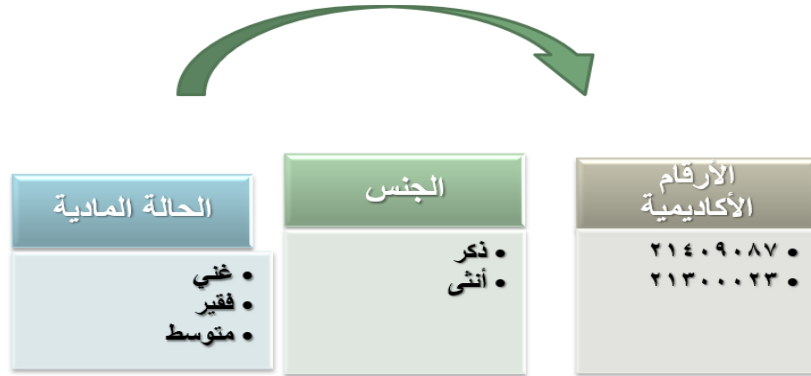 الأرقام
الأكاديمية
• ٢١٤٠٩٠٨٧
• ٢١٣٠٠٠٢٣
الجنس
• ذكر
• أنثى
الحالة المادية
• غني
• فقير
• متوسط